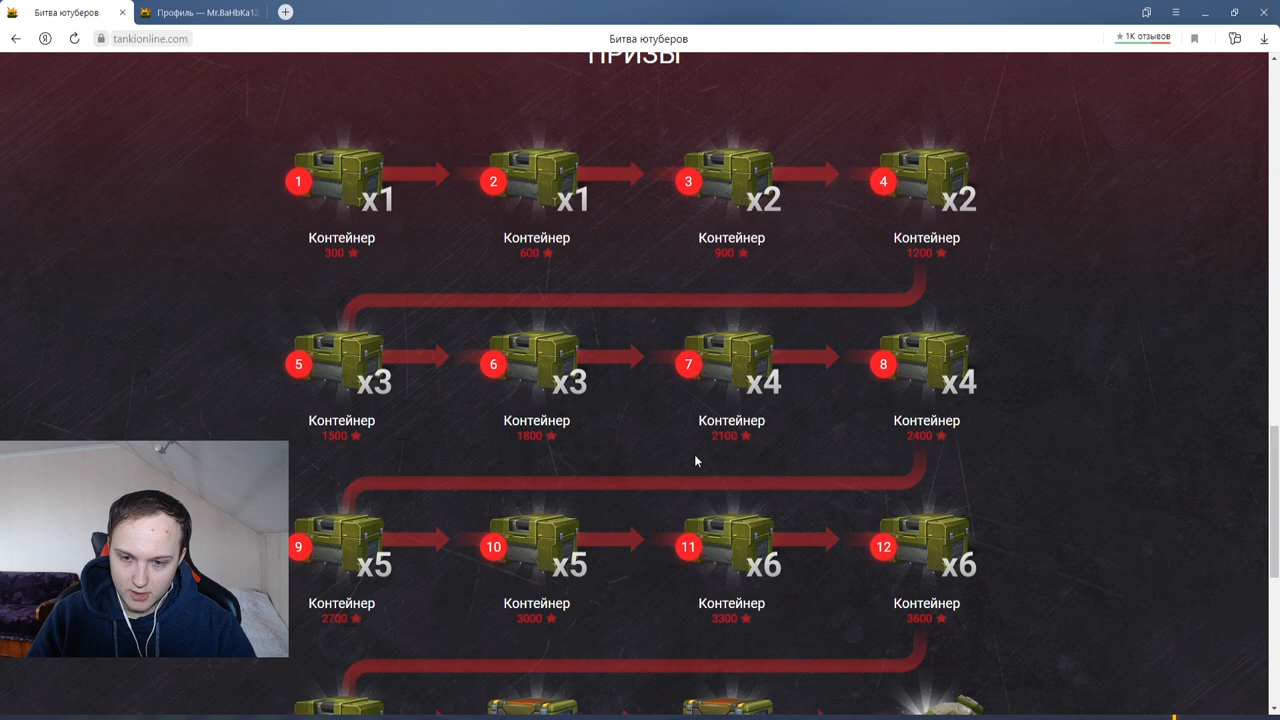 Битва ютуберов
Профиль — Mr.BaHbKa12
tankionline.com
Битва ютуберов
1К отзывов
ПРИЗЫ
1
x1
2
x1
3
x2
4
x2
Контейнер
Контейнер
Контейнер
Контейнер
300
600
900
1200
5
x3
6
x3
7
x4
8
x4
Контейнер
Контейнер
Контейнер
Контейнер
1500
1800
2100
2400
9
x5
10
x5
11
x6
12
x6
Контейнер
Контейнер
Контейнер
Контейнер
2700
3000
3300
3600